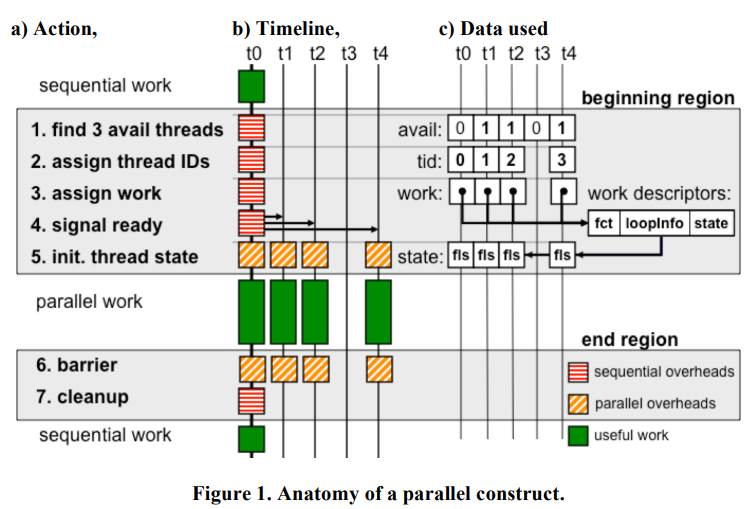 a) Action, b) Timeline, c) Data used
t0 t1 t2 t3 t4 t0 t1 t2 t3 t4
sequential work
beginning region
1. find 3 avail threads avail: 0 1 1 0 1
2. assign thread IDs tid: 0 1 2 3
3. assign work work: work descriptors:
4. signal ready fct loopInfo state
5. init. thread state state: fls fls fls fls
parallel work
end region
6. barrier sequential overheads
7. cleanup parallel overheads
sequential work useful work
Figure 1. Anatomy of a parallel construct.